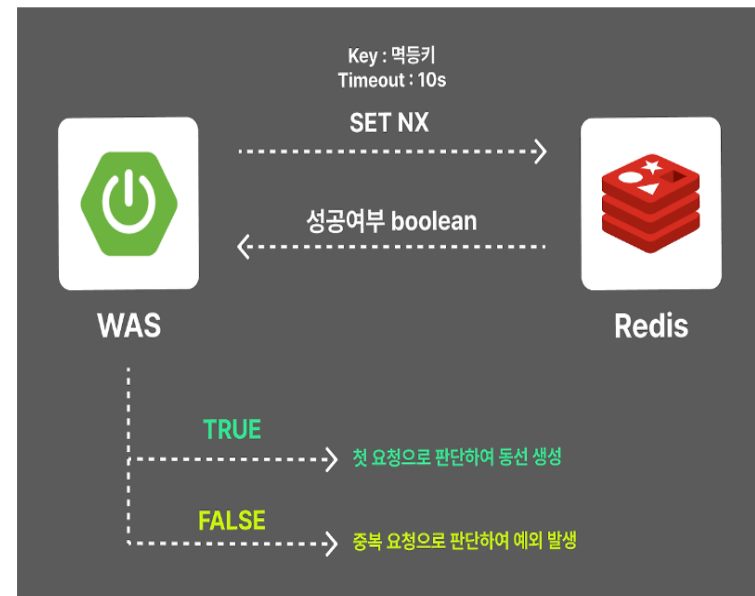 Key : 멱등키
Timeout : 10s
SET NX
성공여부 boolean
WAS
Redis
TRUE
첫 요청으로 판단하여 동선 생성
FALSE
중복 요청으로 판단하여 예외 발생